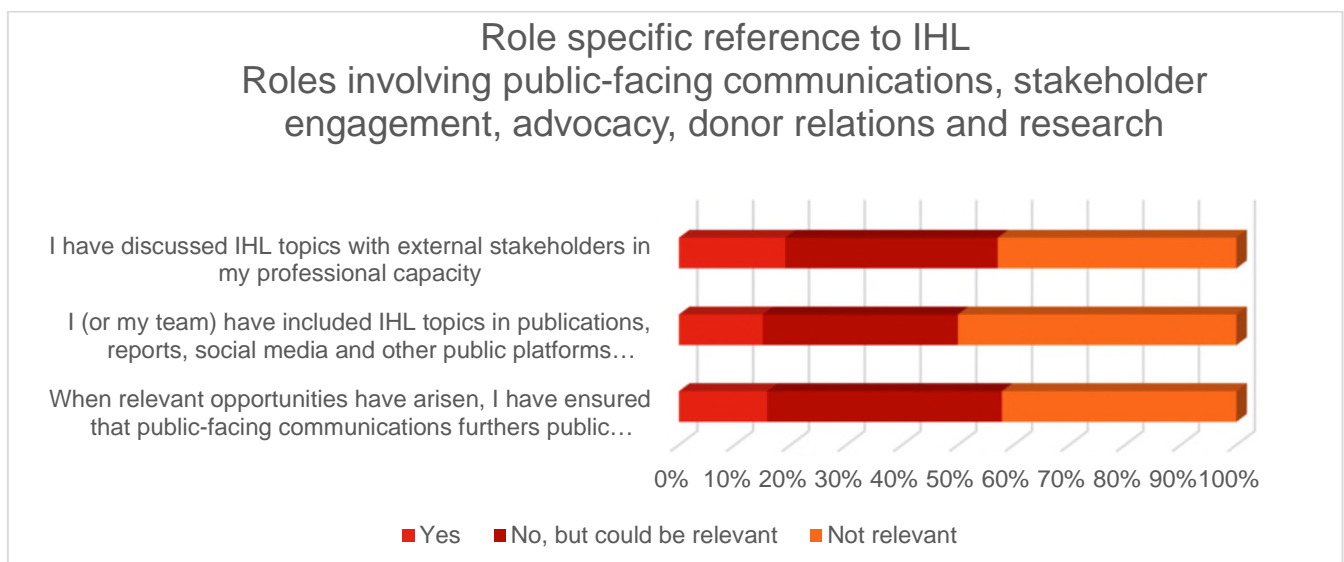 Role specific reference to IHL
Roles involving public-facing communications, stakeholder
engagement, advocacy, donor relations and research
I have discussed IHL topics with external stakeholders in
my professional capacity
I (or my team) have included IHL topics in publications,
reports, social media and other public platforms…
When relevant opportunities have arisen, I have ensured
that public-facing communications furthers public…
0% 10% 20% 30% 40% 50% 60% 70% 80% 90%100%
Yes No, but could be relevant Not relevant